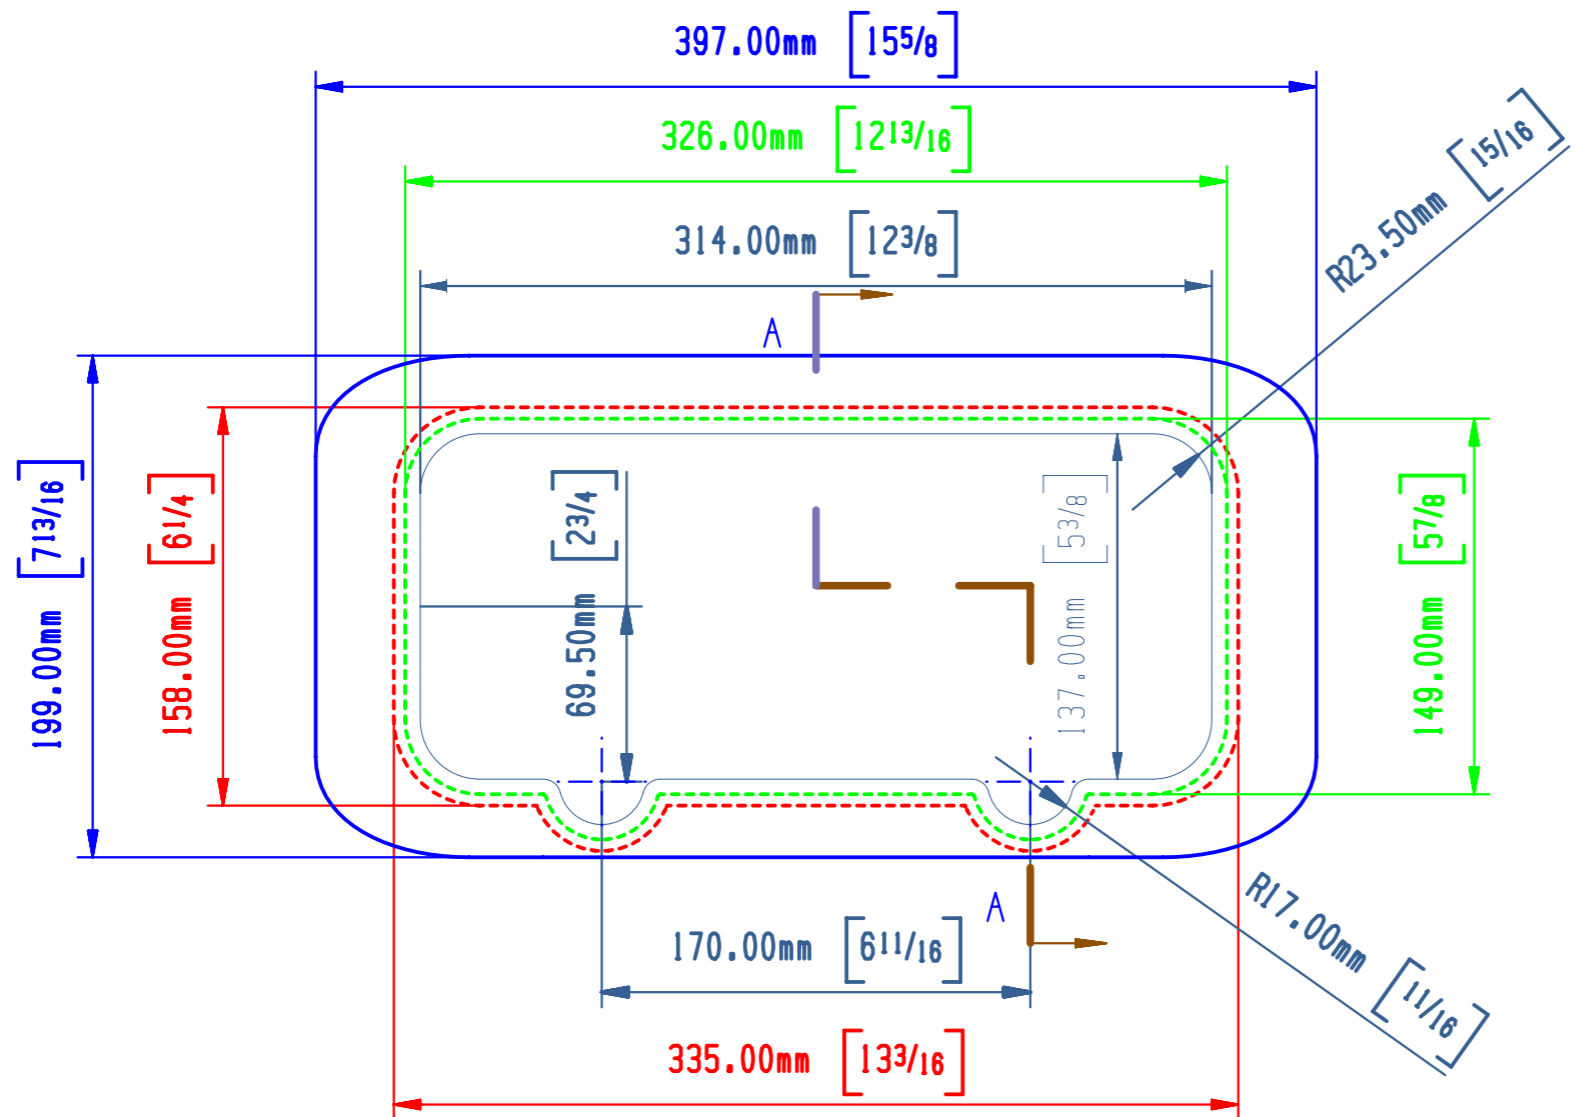 397.00mm [15 5/8]
326.00mm [12 13/16]
314.00mm [12 3/8]
R23.50mm [15/16]
A
199.00mm [7 13/16]
158.00mm [6 1/4]
69.50mm [2 3/4]
137.00mm [5 3/8]
149.00mm [5 7/8]
A
R17.00mm [11/16]
170.00mm [6 11/16]
335.00mm [13 3/16]